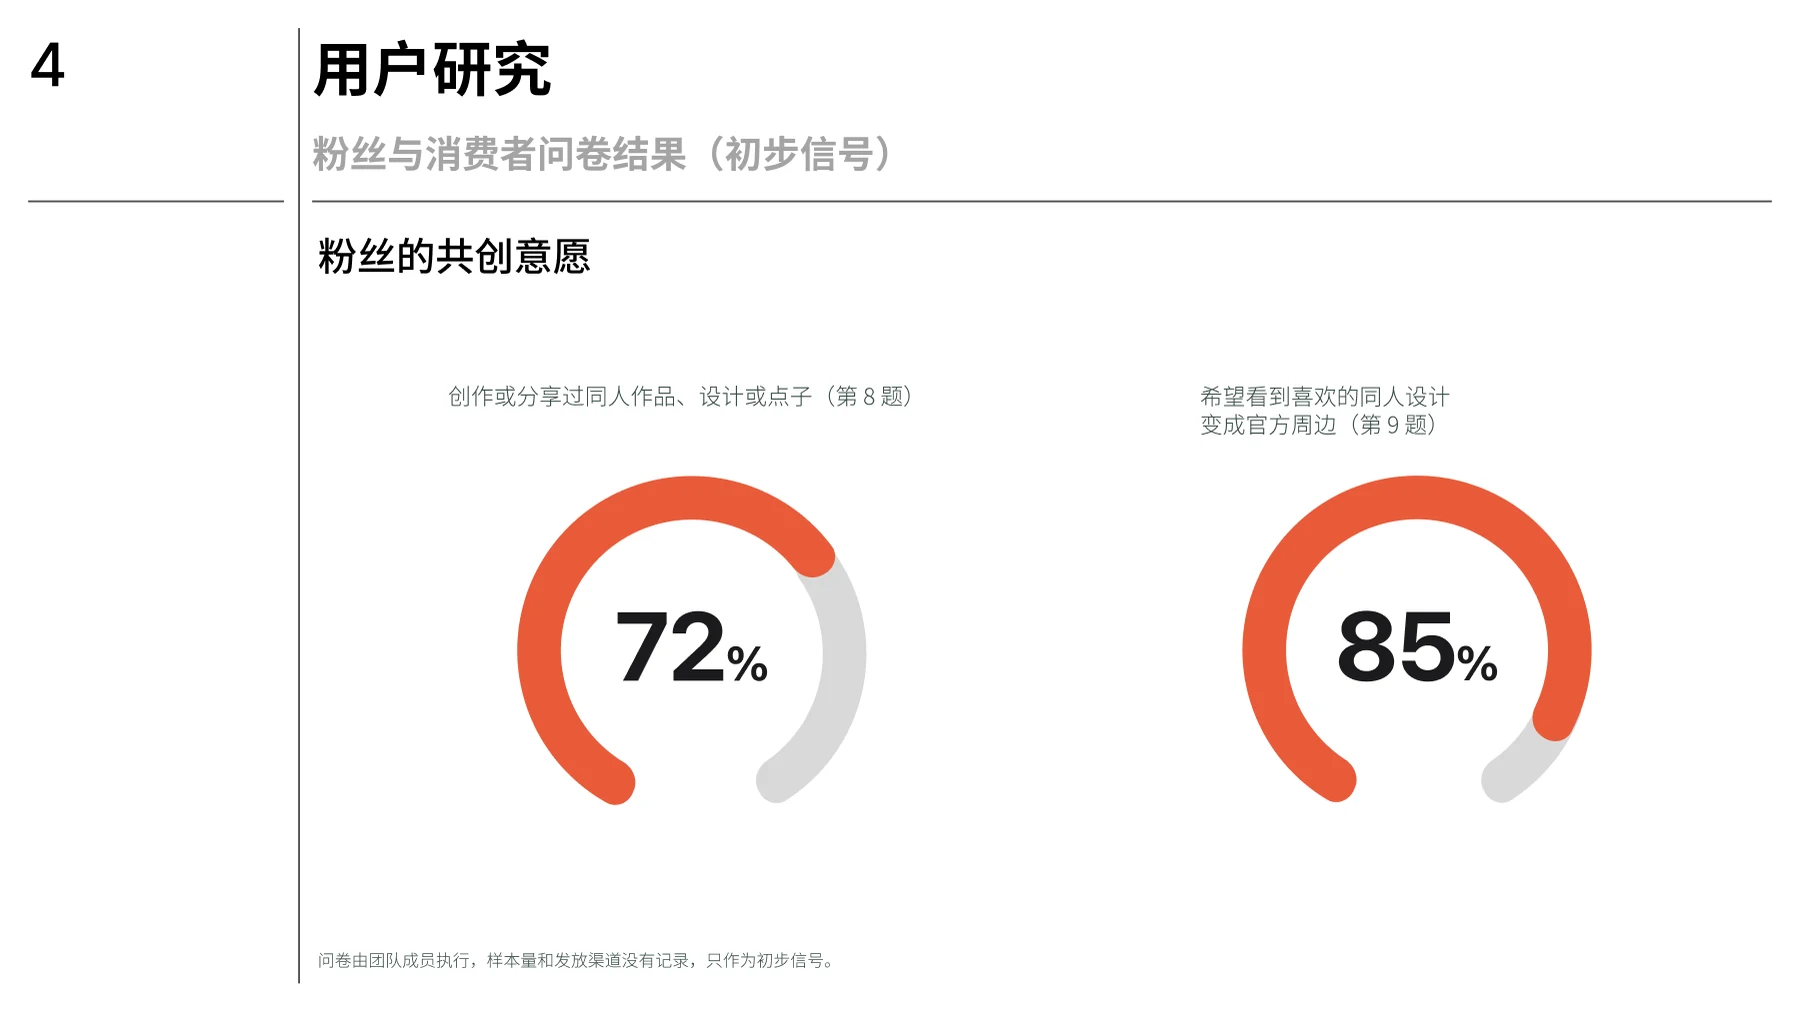 4
用户研究
粉丝与消费者问卷结果（初步信号）
粉丝的共创意愿
创作或分享过同人作品、设计或点子（第 8 题）
希望看到喜欢的同人设计
变成官方周边（第 9 题）
72%
85%
问卷由团队成员执行，样本量和发放渠道没有记录，只作为初步信号。